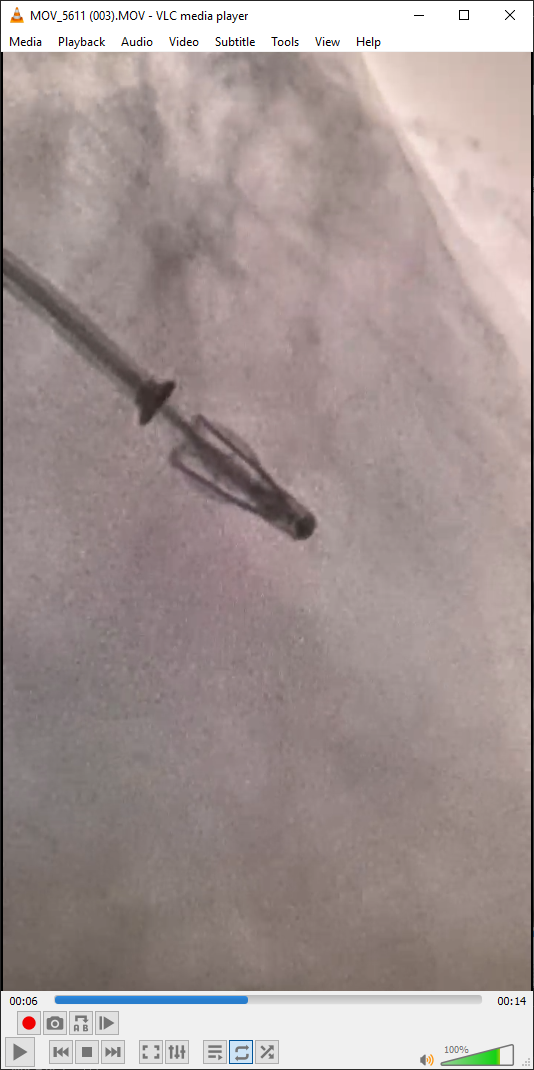 MOV_5611 (003).MOV - VLC media player
Media Playback Audio Video Subtitle Tools View Help
00:06 00:14
A B
100%